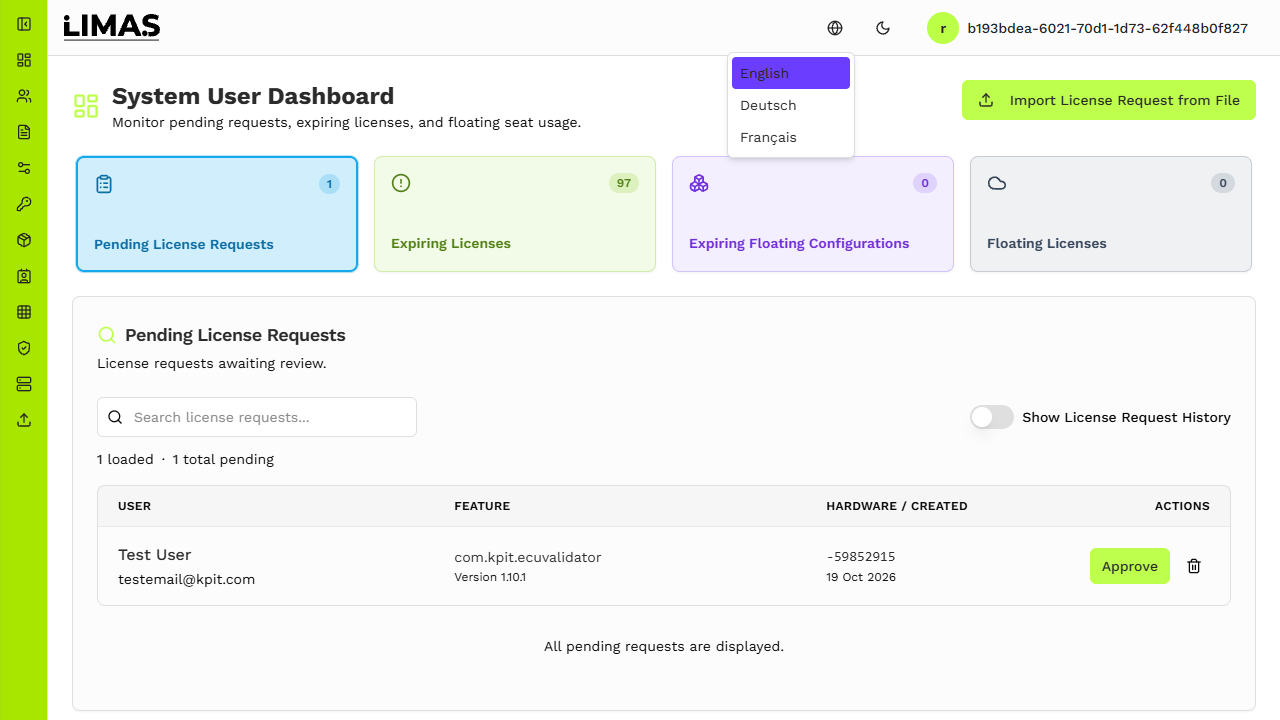 LIMAS
r
b193bdea-6021-70d1-1d73-62f448b0f827
English
Deutsch
Français
System User Dashboard
Monitor pending requests, expiring licenses, and floating seat usage.
Import License Request from File
1
Pending License Requests
97
Expiring Licenses
0
Expiring Floating Configurations
0
Floating Licenses
Pending License Requests
License requests awaiting review.
Search license requests...
Show License Request History
1 loaded · 1 total pending
USER FEATURE HARDWARE / CREATED ACTIONS
Test User com.kpit.ecuvalidator -59852915 Approve
testemail@kpit.com Version 1.10.1 19 Oct 2026
All pending requests are displayed.